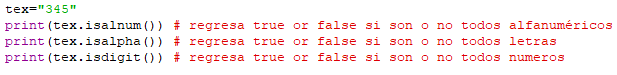 tex="345"
print(tex.isalnum()) # regresa true or false si son o no todos alfanuméricos
print(tex.isalpha()) # regresa true or false si son o no todos letras
print(tex.isdigit()) # regresa true or false si son o no todos numeros